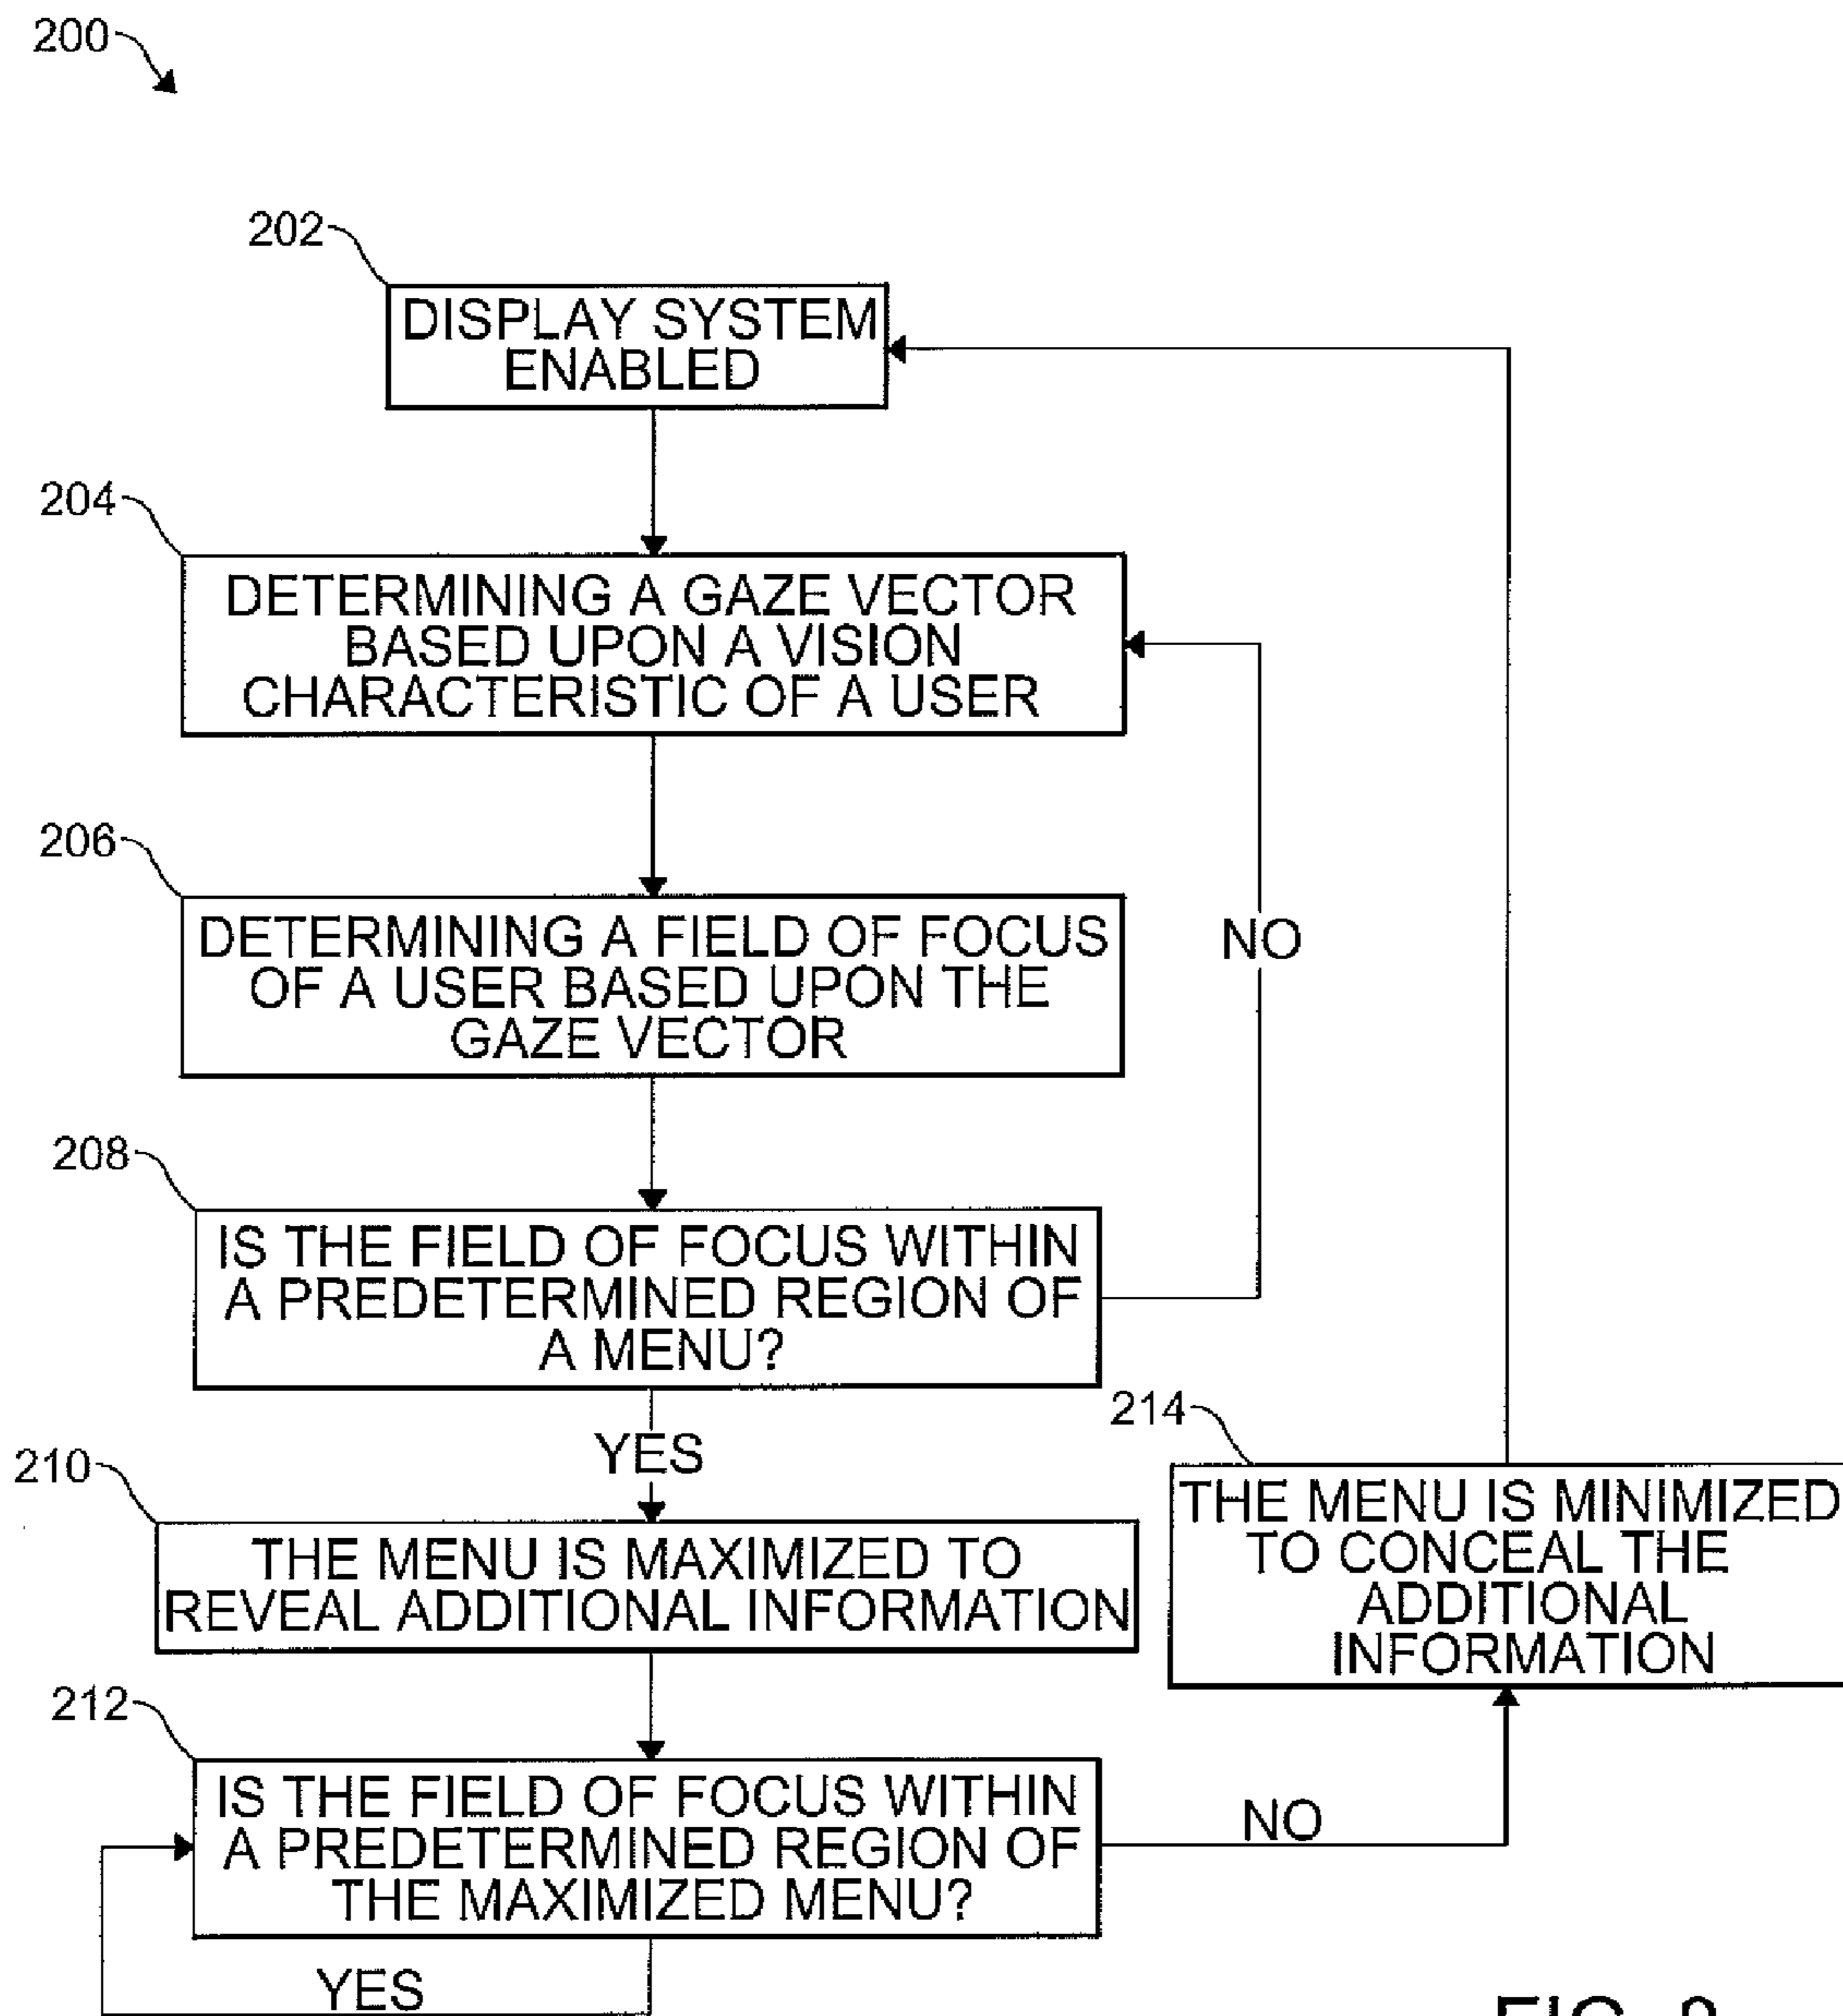 200
202
DISPLAY SYSTEM
ENABLED
204
DETERMINING A GAZE VECTOR
BASED UPON A VISION
CHARACTERISTIC OF A USER
206
DETERMINING A FIELD OF FOCUS
OF A USER BASED UPON THE
GAZE VECTOR
NO
208
IS THE FIELD OF FOCUS WITHIN
A PREDETERMINED REGION OF
A MENU?
YES
210
THE MENU IS MAXIMIZED TO
REVEAL ADDITIONAL INFORMATION
214
THE MENU IS MINIMIZED
TO CONCEAL THE
ADDITIONAL
INFORMATION
212
IS THE FIELD OF FOCUS WITHIN
A PREDETERMINED REGION OF
THE MAXIMIZED MENU?
NO
YES
FIG.